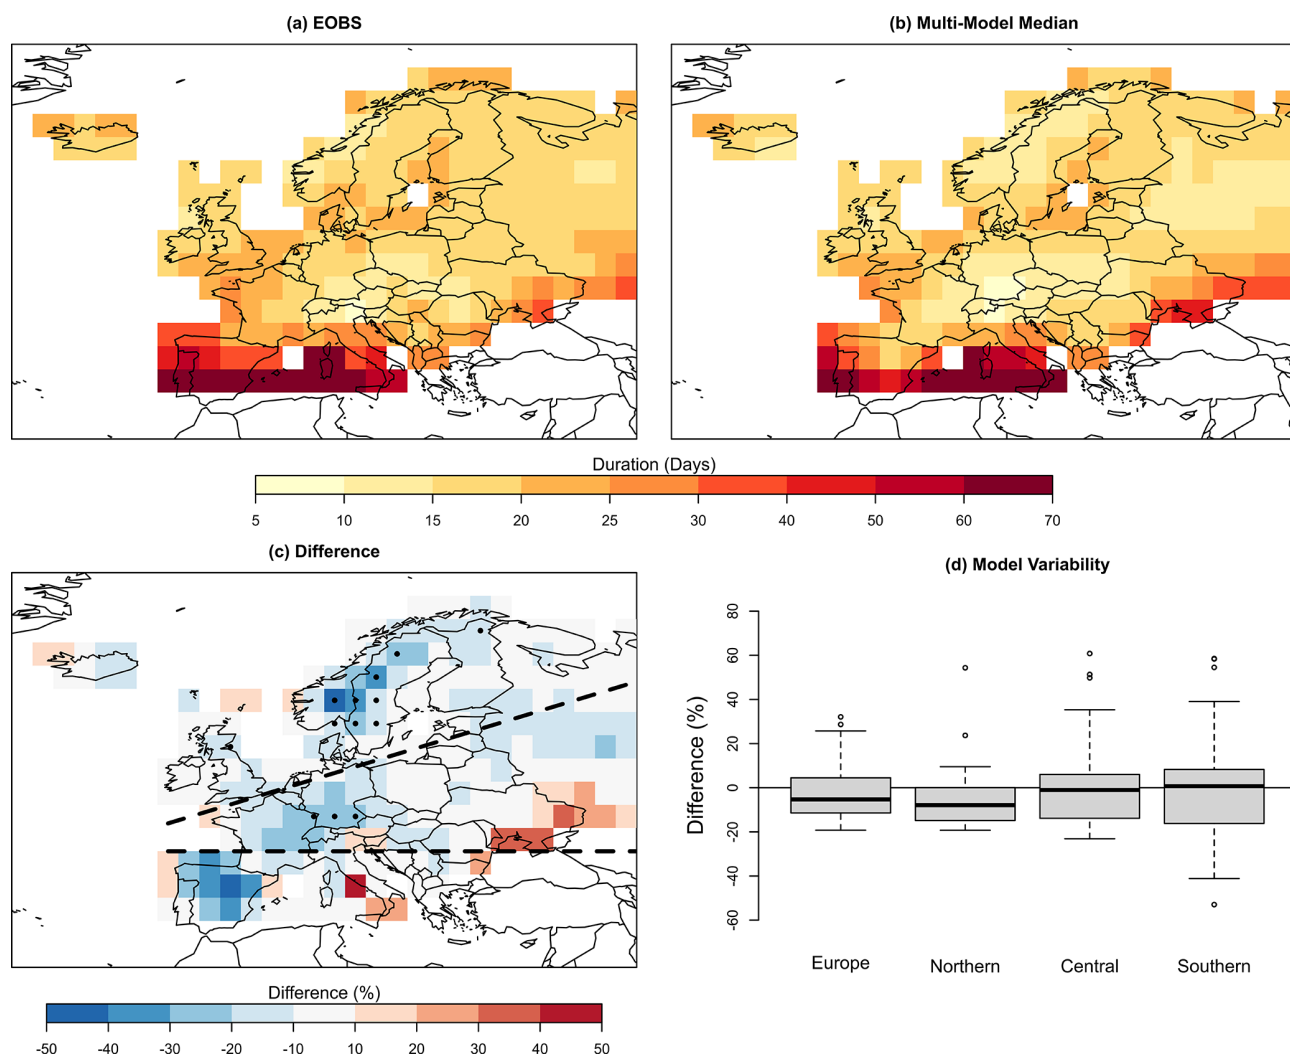 (a) EOBS
(b) Multi-Model Median
Duration (Days)
5 10 15 20 25 30 40 50 60 70
(c) Difference
(d) Model Variability
Difference (%)
80
60
40
20
0
-20
-40
-60
Europe Northern Central Southern
Difference (%)
-50 -40 -30 -20 -10 10 20 30 40 50